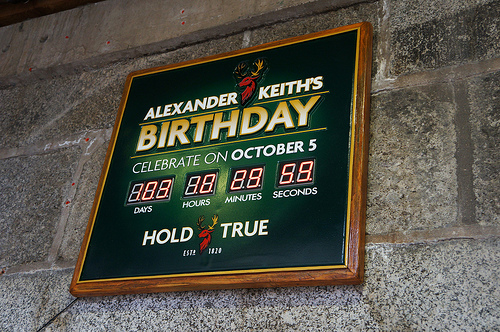 ALEXANDER KEITH'S
BIRTHDAY
CELEBRATE ON OCTOBER 5
888 88 88 88
DAYS HOURS MINUTES SECONDS
HOLD TRUE
ESTD 1820